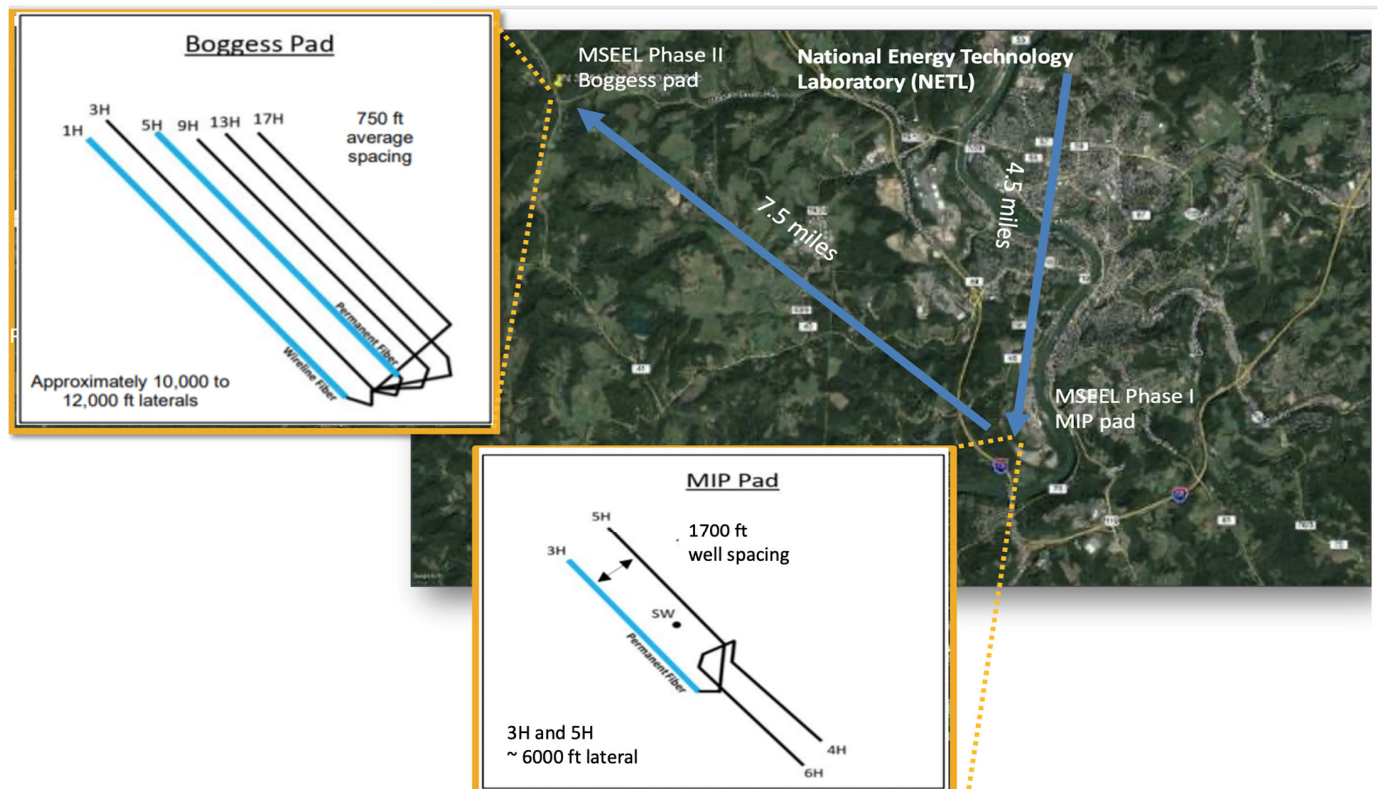 Boggess Pad
3H
1H
5H
9H
13H
17H
750 ft
average
spacing
Permanent Fiber
Wireline Fiber
Approximately 10,000 to
12,000 ft laterals
MSEEL Phase II
Boggess pad
National Energy Technology
Laboratory (NETL)
4.5 miles
7.5 miles
MSEEL Phase I
MIP pad
MIP Pad
5H
3H
1700 ft
well spacing
SW
Permanent Fiber
3H and 5H
~ 6000 ft lateral
4H
6H